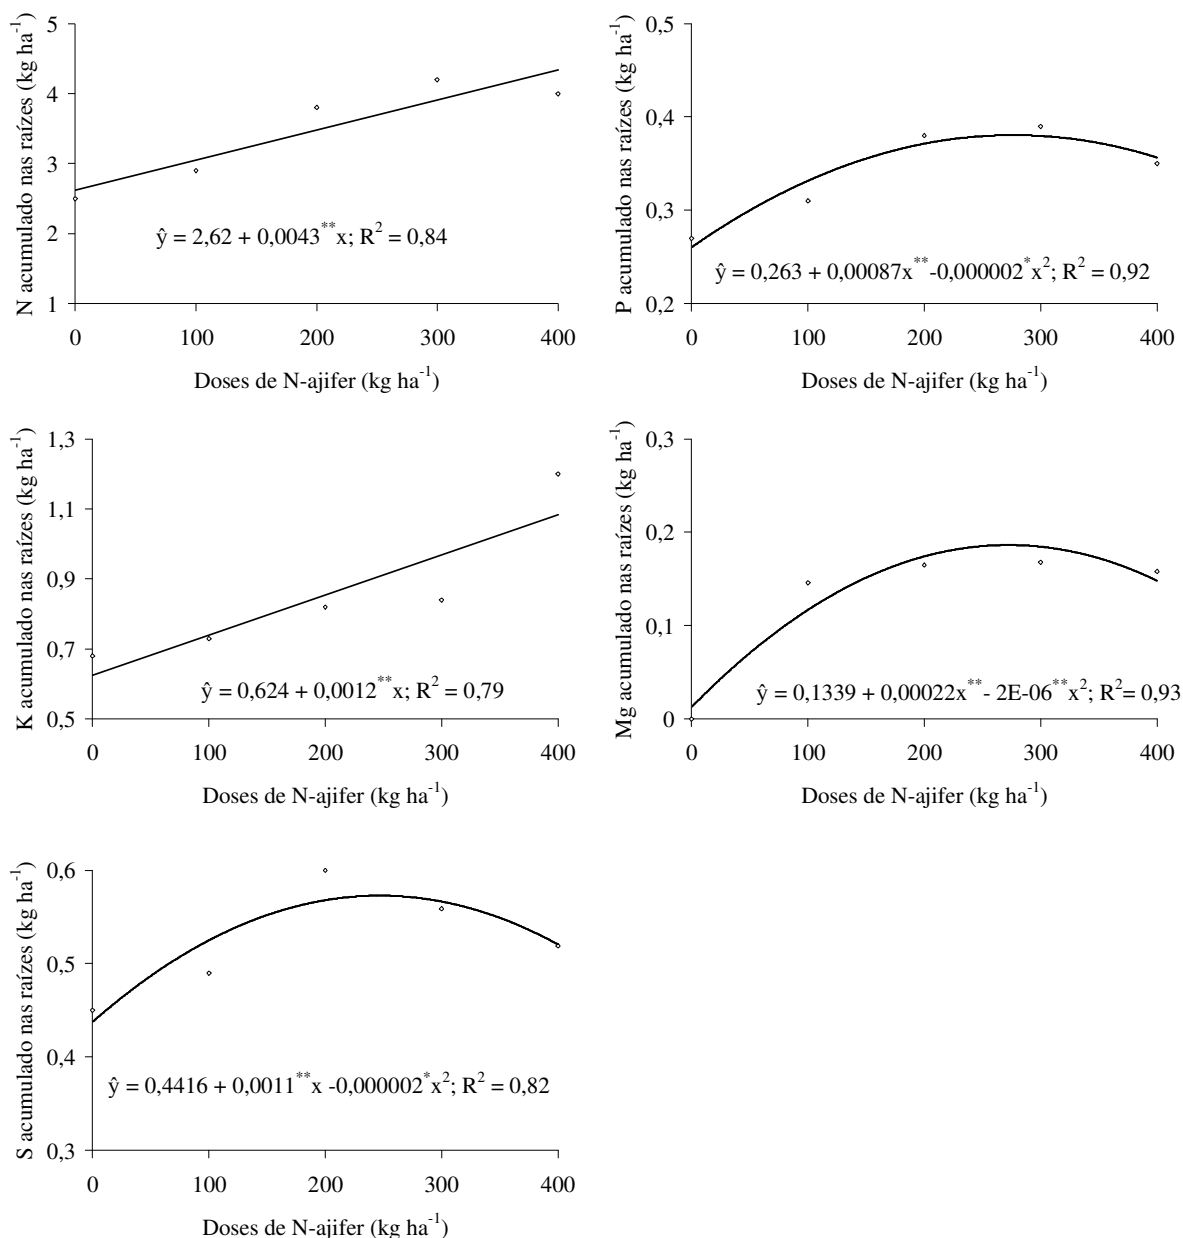 N acumulado nas raízes (kg ha⁻¹)
5
4
3
2
1
ŷ = 2,62 + 0,0043**x; R² = 0,84
0 100 200 300 400
Doses de N-ajifer (kg ha⁻¹)
P acumulado nas raízes (kg ha⁻¹)
0,5
0,4
0,3
0,2
ŷ = 0,263 + 0,00087x**-0,000002*x²; R² = 0,92
0 100 200 300 400
Doses de N-ajifer (kg ha⁻¹)
K acumulado nas raízes (kg ha⁻¹)
1,3
1,1
0,9
0,7
0,5
ŷ = 0,624 + 0,0012**x; R² = 0,79
0 100 200 300 400
Doses de N-ajifer (kg ha⁻¹)
Mg acumulado nas raízes (kg ha⁻¹)
0,3
0,2
0,1
0
ŷ = 0,1339 + 0,00022x**- 2E-06**x²; R²= 0,93
0 100 200 300 400
Doses de N-ajifer (kg ha⁻¹)
S acumulado nas raízes (kg ha⁻¹)
0,6
0,5
0,4
0,3
ŷ = 0,4416 + 0,0011**x -0,000002*x²; R² = 0,82
0 100 200 300 400
Doses de N-ajifer (kg ha⁻¹)